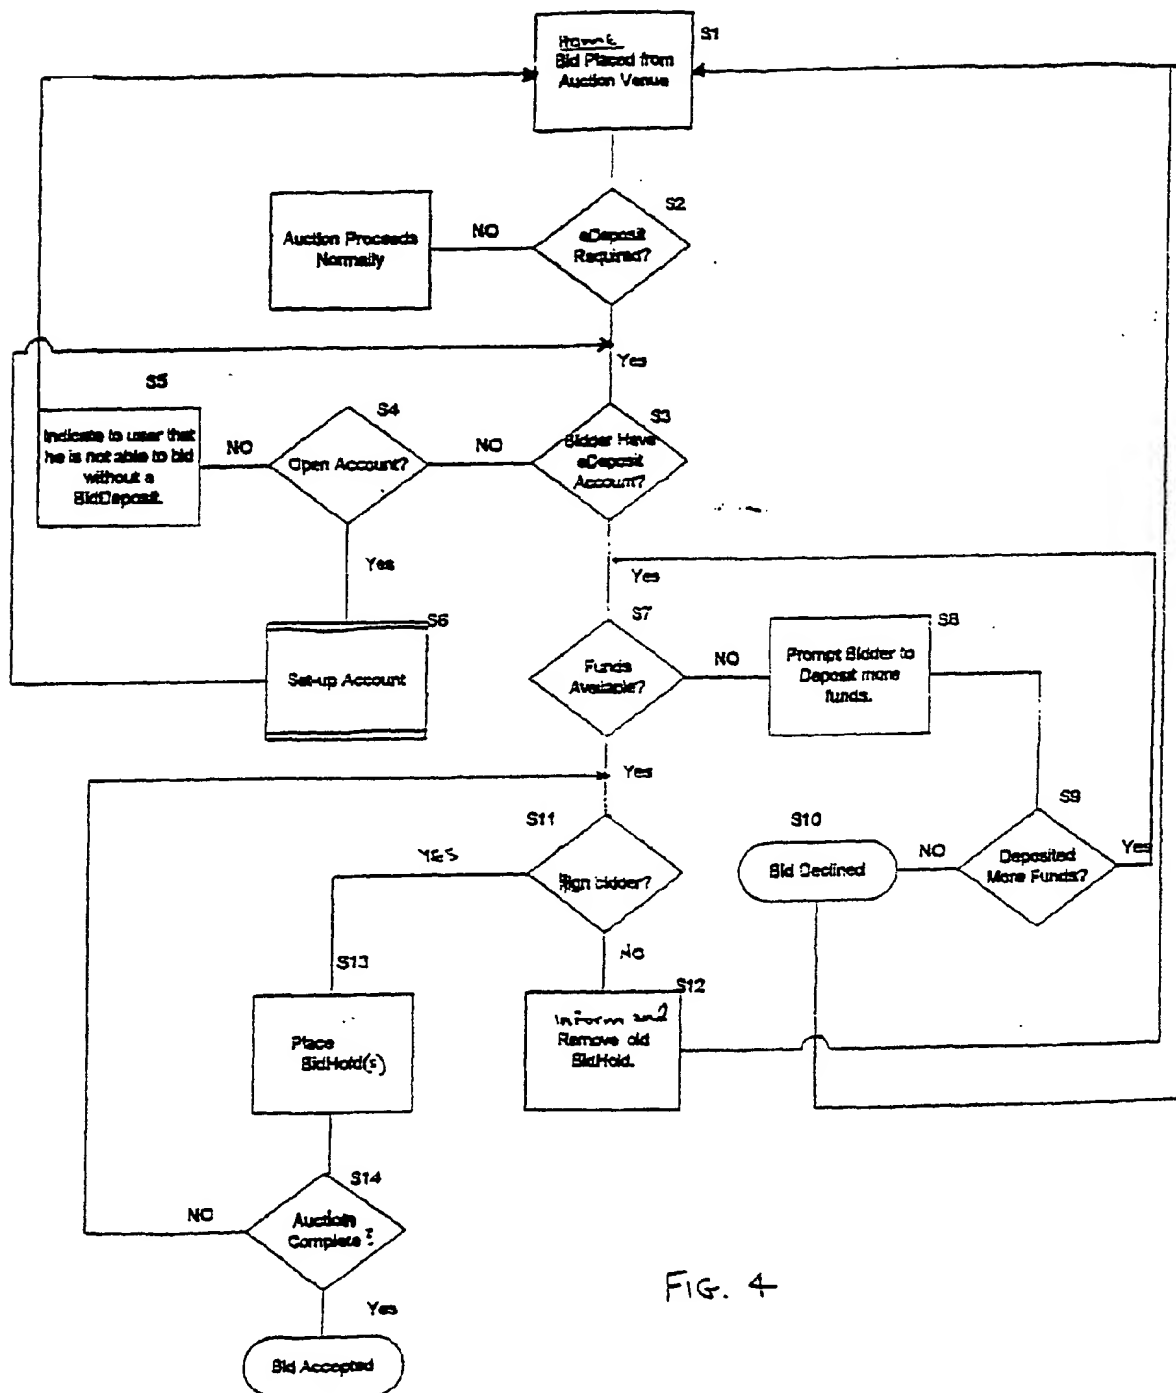 Home
Bid Placed from
Auction Venue
S1
S2
eDeposit
Required?
NO
Auction Proceeds
Normally
Yes
S5
Indicate to user that
he is not able to bid
without a
BidDeposit.
NO
S4
Open Account?
NO
S3
Bidder Have
eDeposit
Account?
Yes
Yes
S6
Set-up Account
S7
Funds
Available?
NO
S8
Prompt Bidder to
Deposit more
funds.
Yes
S9
Deposited
More Funds?
Yes
NO
S10
Bid Declined
S11
bidder?
YES
NO
S12
Inform and
Remove old
BidHold.
S13
Place
BidHold(s)
S14
Auction
Complete?
NO
Yes
Bid Accepted
FIG. 4